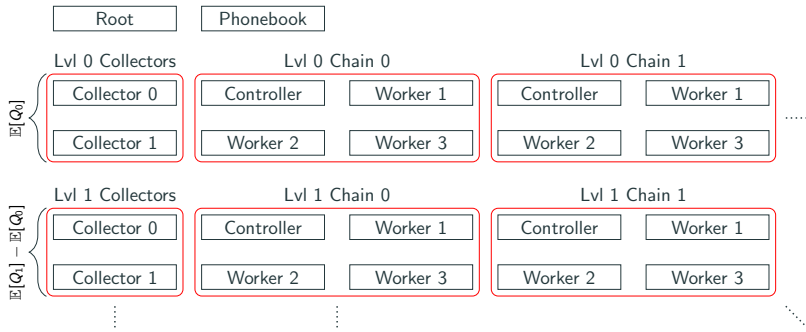 Root Phonebook
Lvl 0 Collectors Lvl 0 Chain 0 Lvl 0 Chain 1
𝔼[Q₀]
Collector 0 Controller Worker 1 Controller Worker 1
Collector 1 Worker 2 Worker 3 Worker 2 Worker 3
Lvl 1 Collectors Lvl 1 Chain 0 Lvl 1 Chain 1
𝔼[Q₁] − 𝔼[Q₀]
Collector 0 Controller Worker 1 Controller Worker 1
Collector 1 Worker 2 Worker 3 Worker 2 Worker 3